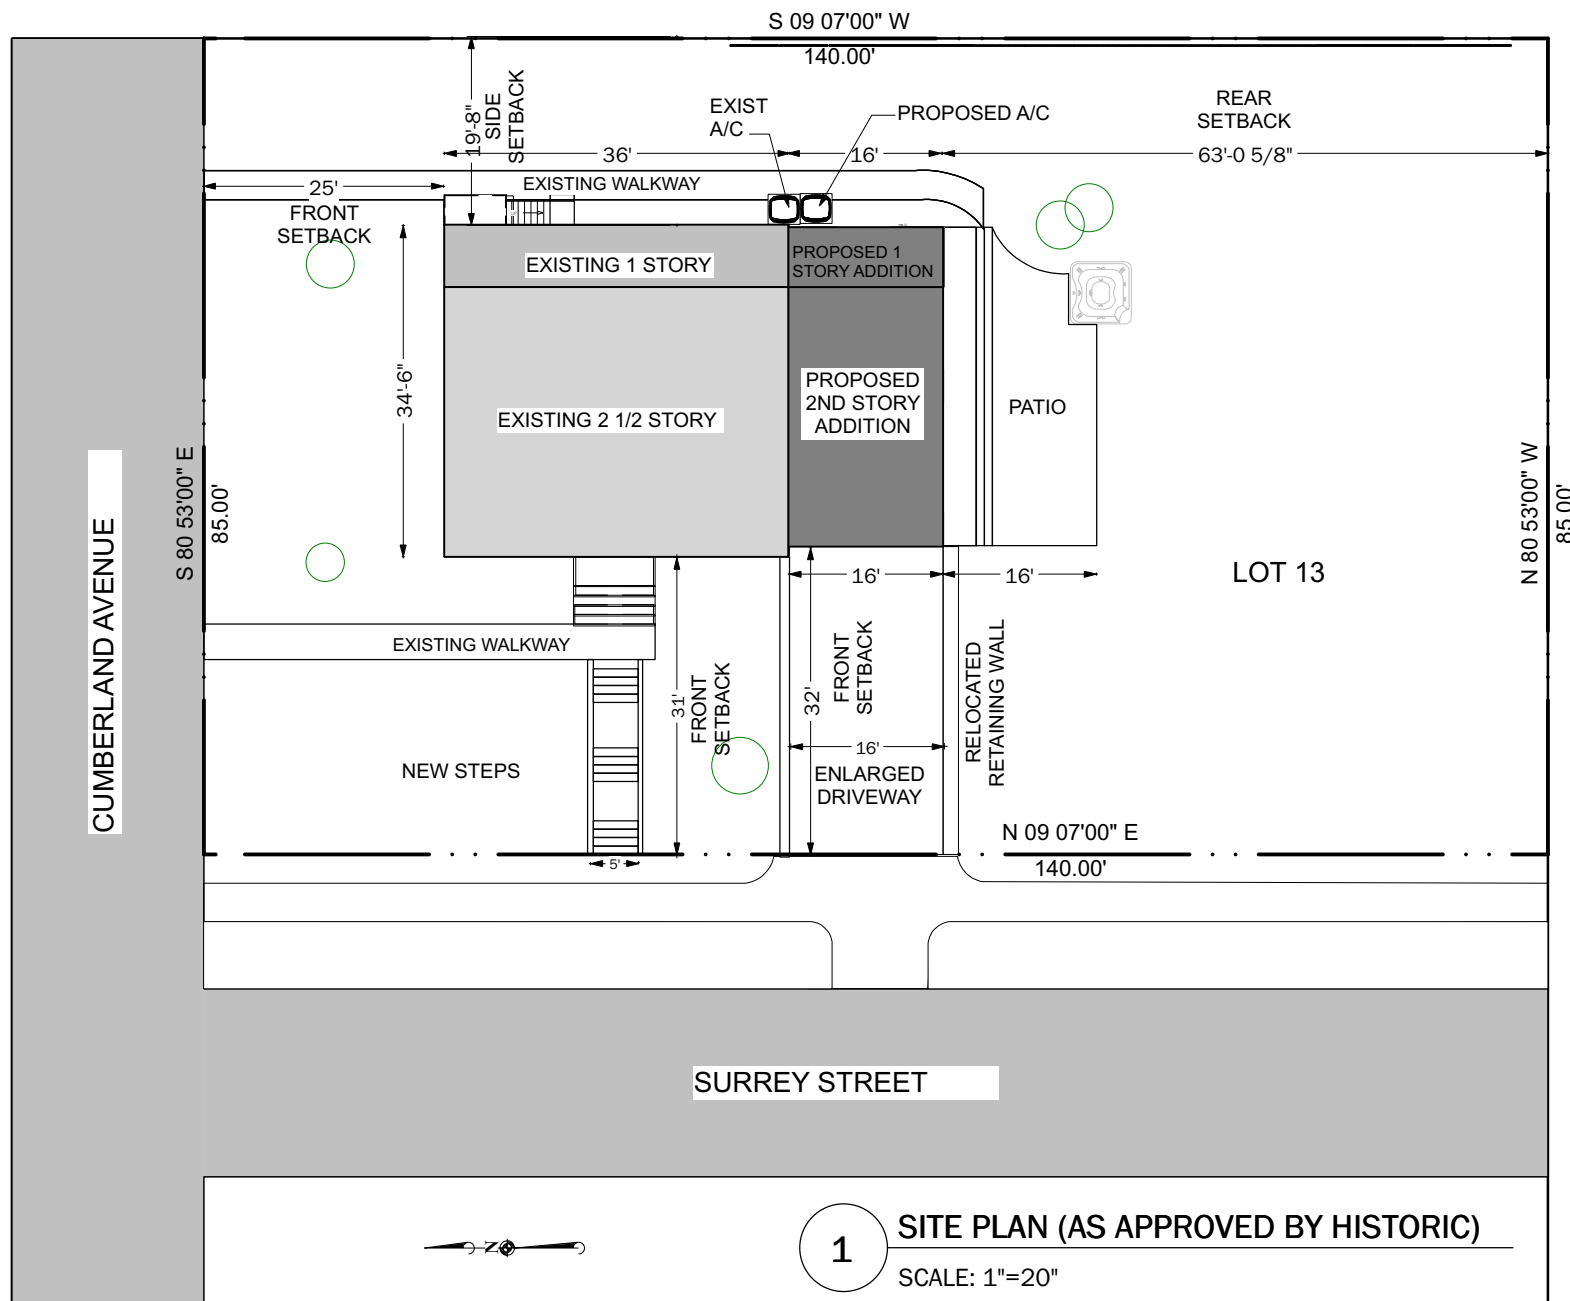 S 09 07'00" W
140.00'
19'-8"
SIDE
SETBACK
EXIST
A/C
PROPOSED A/C
REAR
SETBACK
36'
16'
63'-0 5/8"
25'
FRONT
SETBACK
EXISTING WALKWAY
EXISTING 1 STORY
PROPOSED 1
STORY ADDITION
34'-6"
EXISTING 2 1/2 STORY
PROPOSED
2ND STORY
ADDITION
PATIO
CUMBERLAND AVENUE
S 80 53'00" E
85.00'
N 80 53'00" W
85.00'
16'
16'
LOT 13
EXISTING WALKWAY
31'
FRONT
SETBACK
32'
FRONT
SETBACK
RELOCATED
RETAINING WALL
NEW STEPS
16'
ENLARGED
DRIVEWAY
5'
N 09 07'00" E
140.00'
SURREY STREET
N
1
SITE PLAN (AS APPROVED BY HISTORIC)
SCALE: 1"=20"